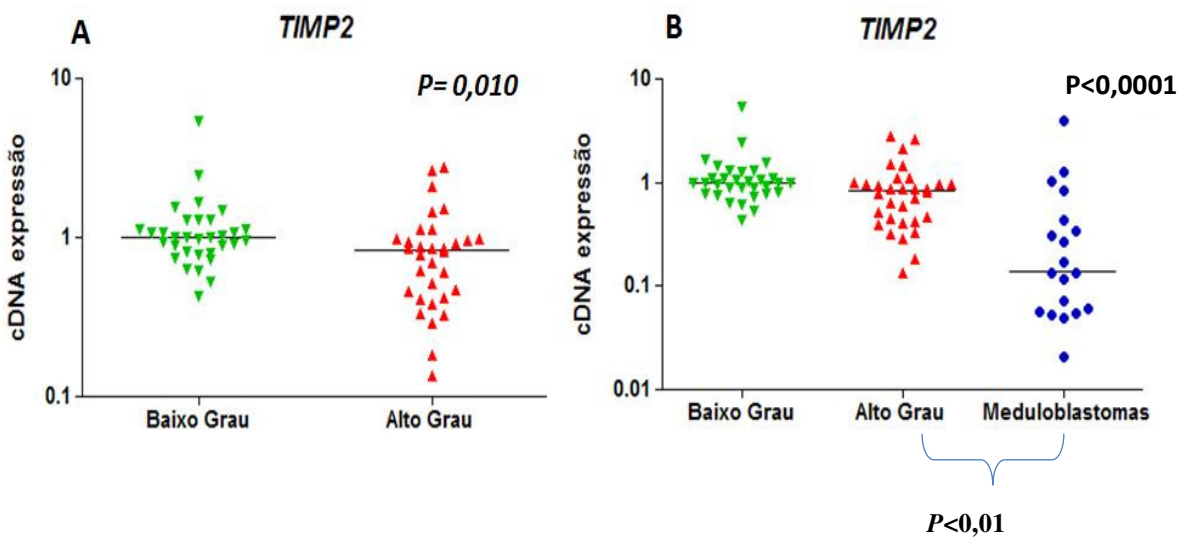 A
TIMP2
P= 0,010
cDNA expressão
10
1
0.1
Baixo Grau
Alto Grau
B
TIMP2
P<0,0001
cDNA expressão
10
1
0.1
0.01
Baixo Grau
Alto Grau
Meduloblastomas
P<0,01